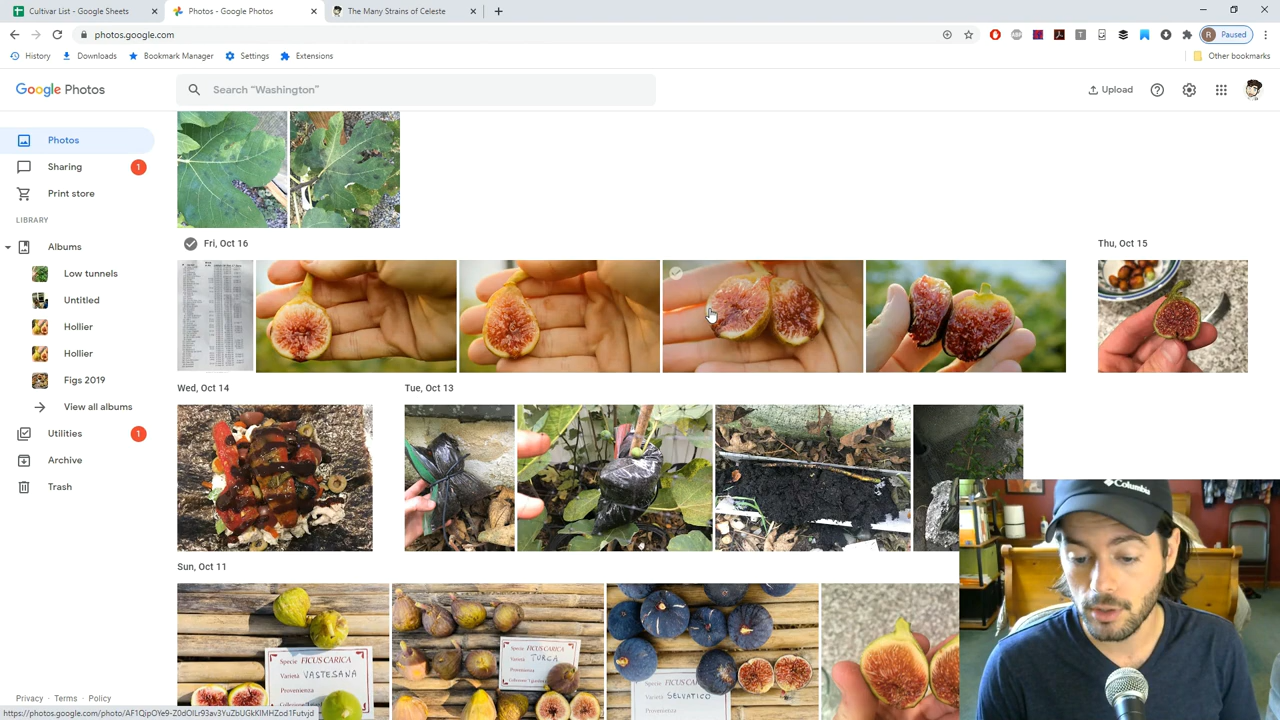 Cultivar List - Google Sheets
Photos - Google Photos
The Many Strains of Celeste
photos.google.com
Paused
History
Downloads
Bookmark Manager
Settings
Extensions
Other bookmarks
Google Photos
Search “Washington”
Upload
Photos
Sharing
1
Print store
LIBRARY
Albums
Low tunnels
Untitled
Hollier
Hollier
Figs 2019
View all albums
Utilities
1
Archive
Trash
Fri, Oct 16
Thu, Oct 15
Wed, Oct 14
Tue, Oct 13
Sun, Oct 11
Specie FICUS CARICA
Varietà VASTESANA
Provenienza
Specie FICUS CARICA
Varietà TURCA
Provenienza
Specie FICUS CARICA
Varietà SELVATICO
Columbia
Privacy · Terms · Policy